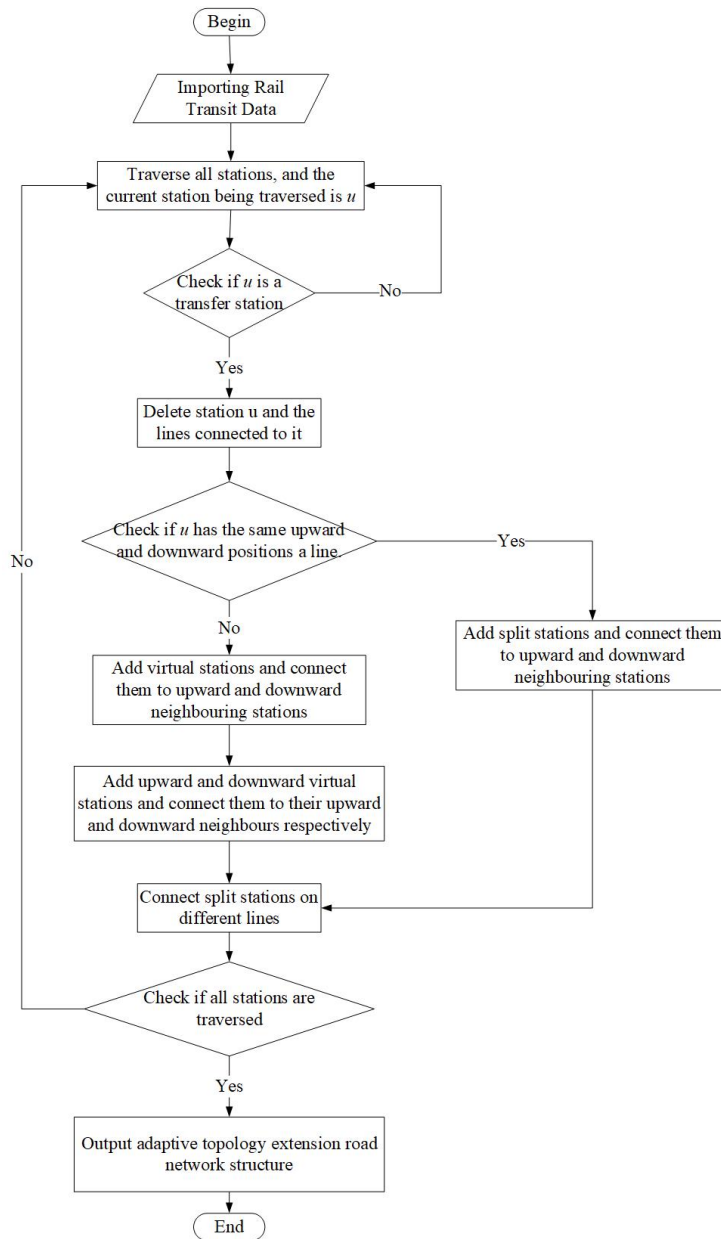 Begin
Importing Rail
Transit Data
Traverse all stations, and the
current station being traversed is u
Check if u is a
transfer station
No
Yes
Delete station u and the
lines connected to it
Check if u has the same upward
and downward positions a line.
Yes
No
No
Add split stations and connect them
to upward and downward
neighbouring stations
Add virtual stations and connect
them to upward and downward
neighbouring stations
Add upward and downward virtual
stations and connect them to their upward
and downward neighbours respectively
Connect split stations on
different lines
Check if all stations are
traversed
Yes
Output adaptive topology extension road
network structure
End